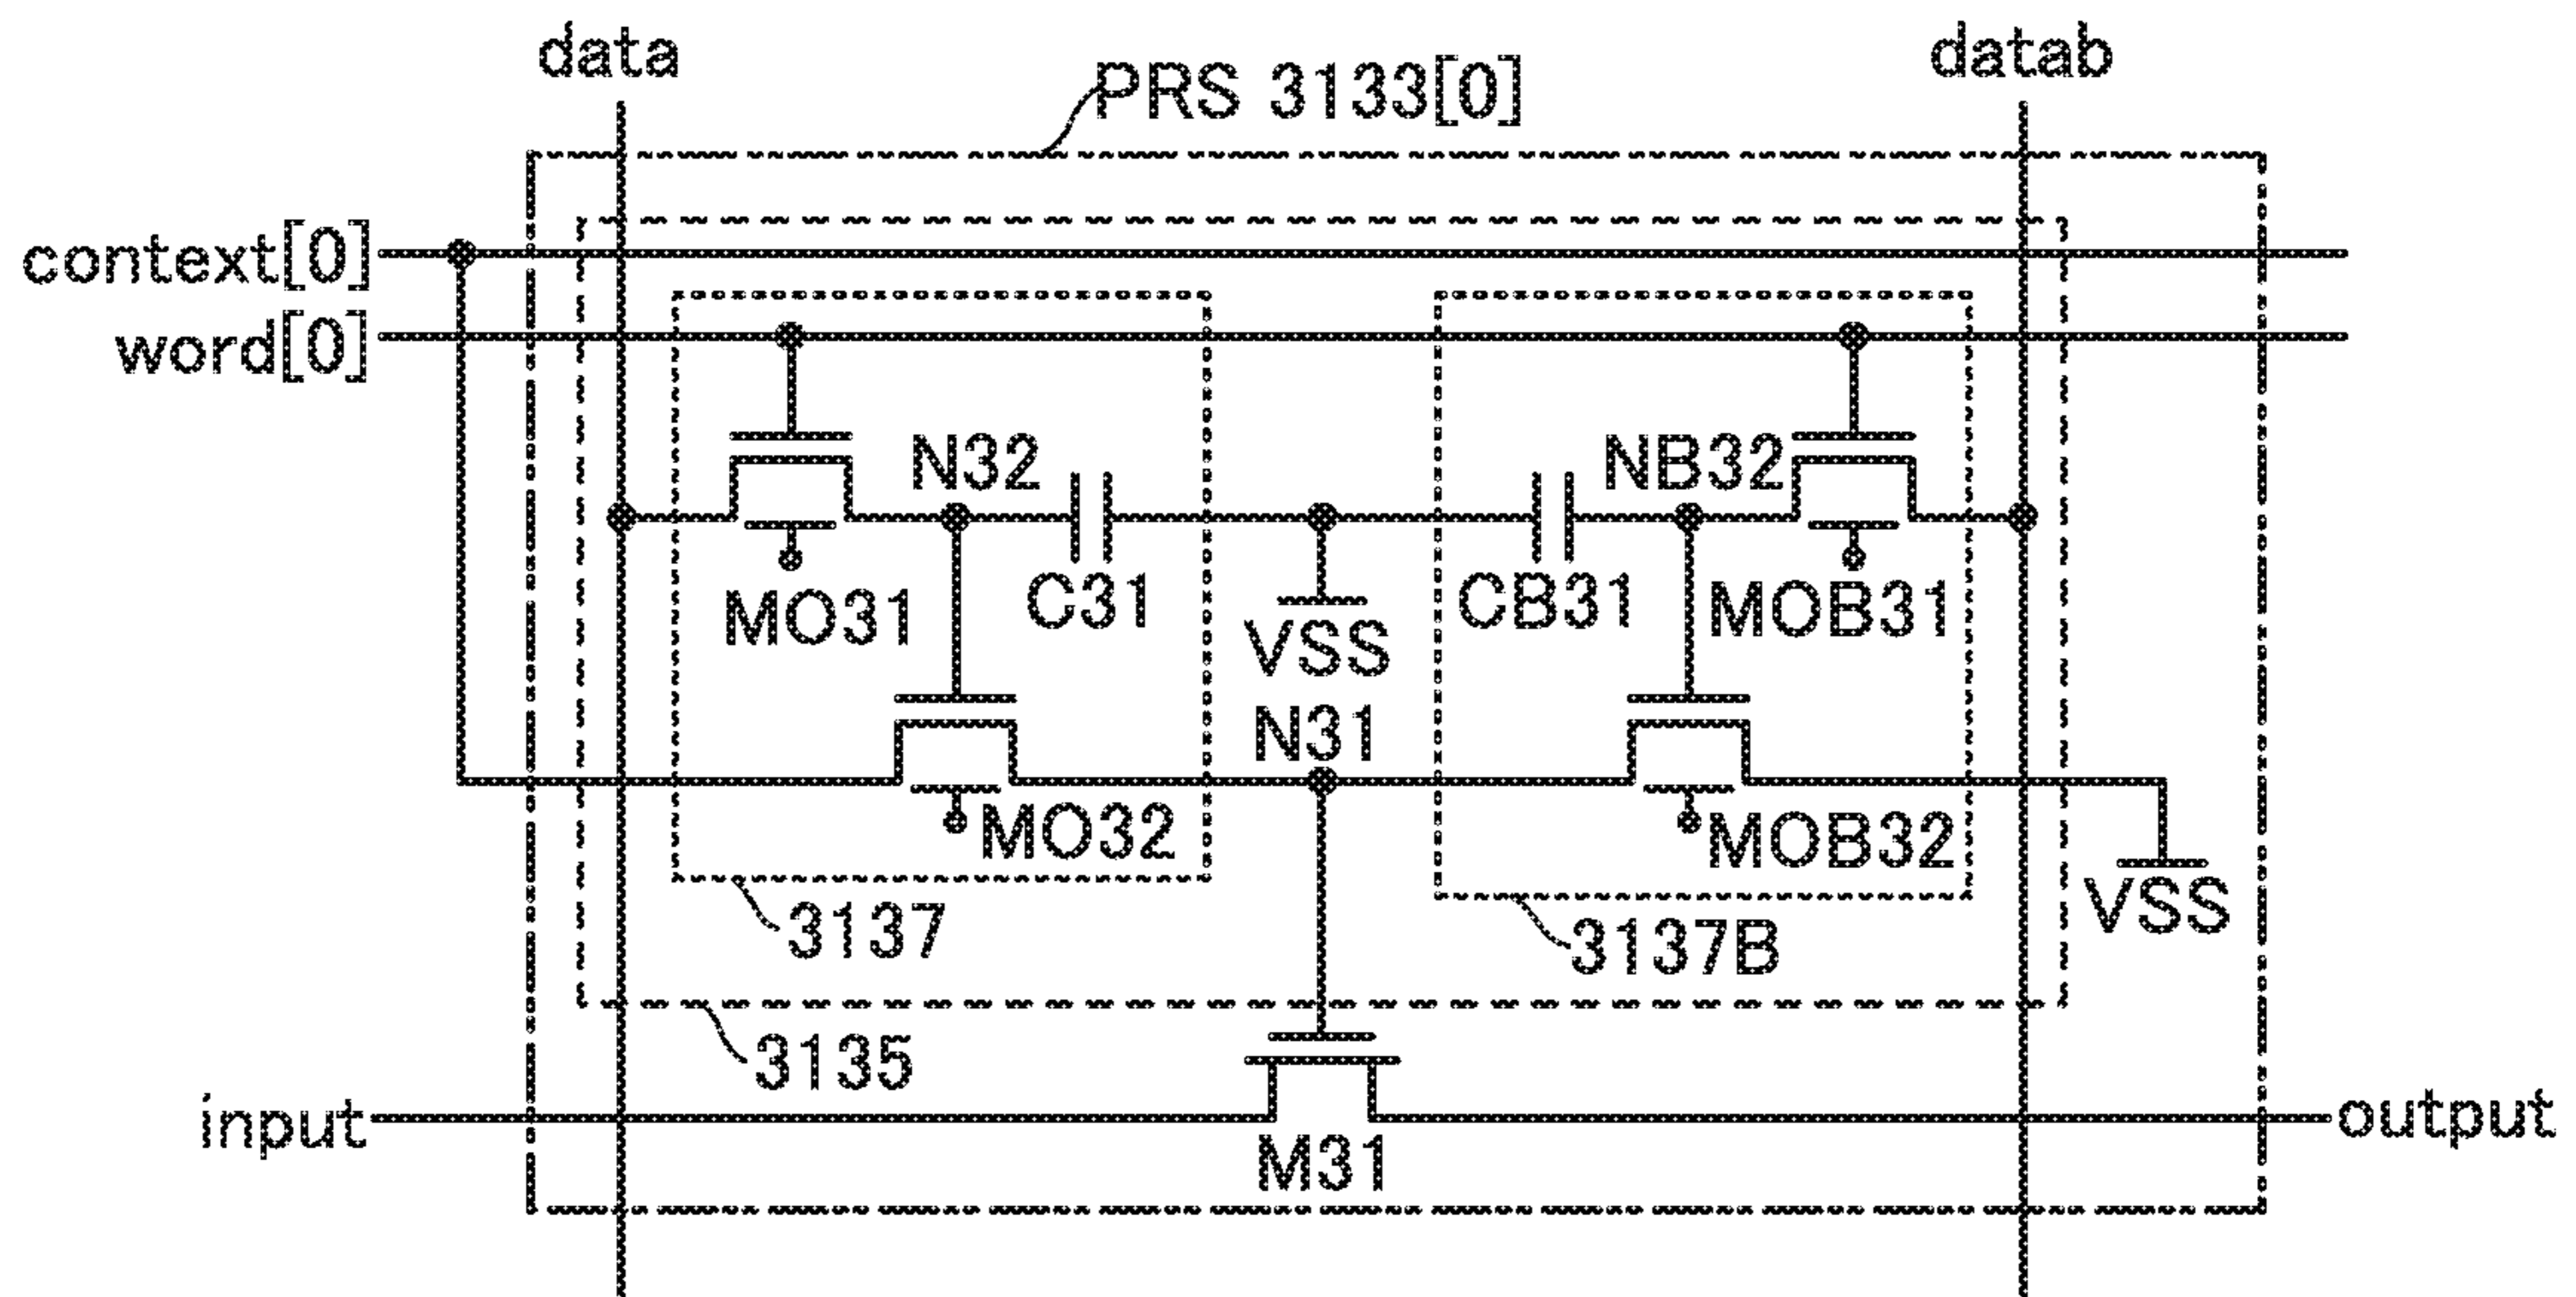 data
datab
PRS 3133[0]
context[0]
word[0]
N32
NB32
MO31
C31
VSS
CB31
MOB31
N31
MO32
MOB32
VSS
3137
3137B
3135
input
output
M31